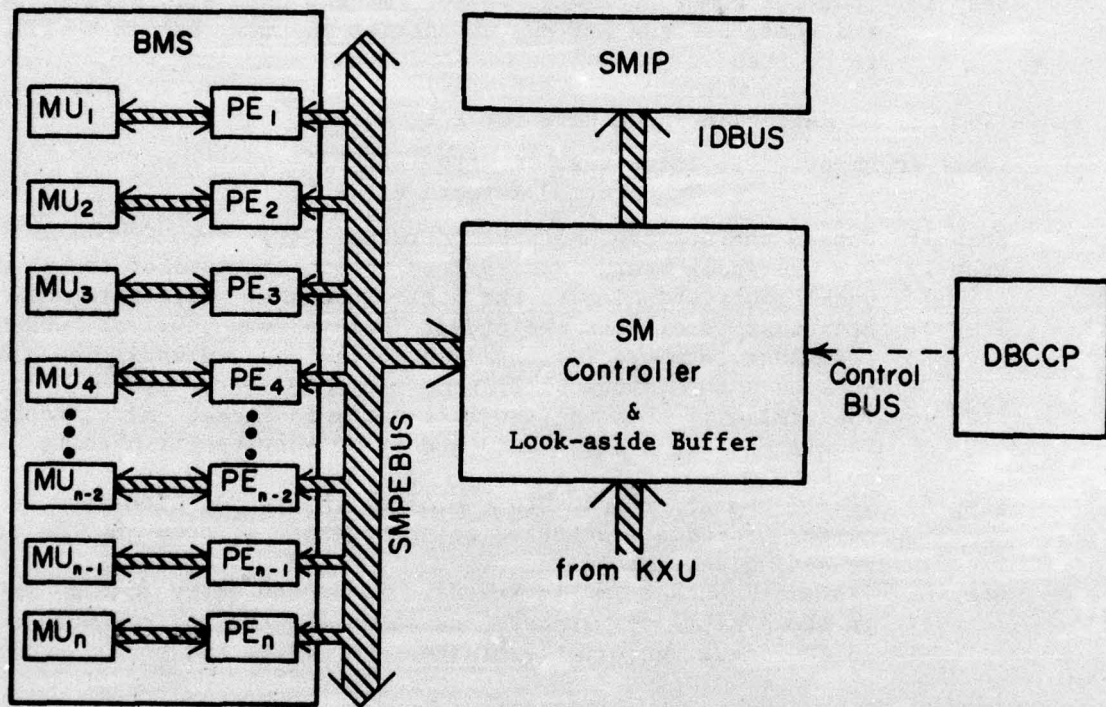 BMS
MU₁ PE₁
MU₂ PE₂
MU₃ PE₃
MU₄ PE₄
MUₙ₋₂ PEₙ₋₂
MUₙ₋₁ PEₙ₋₁
MUₙ PEₙ
SMPEBUS
SMIP
IDBUS
SM
Controller
&
Look-aside Buffer
from KXU
Control
BUS
DBCCP